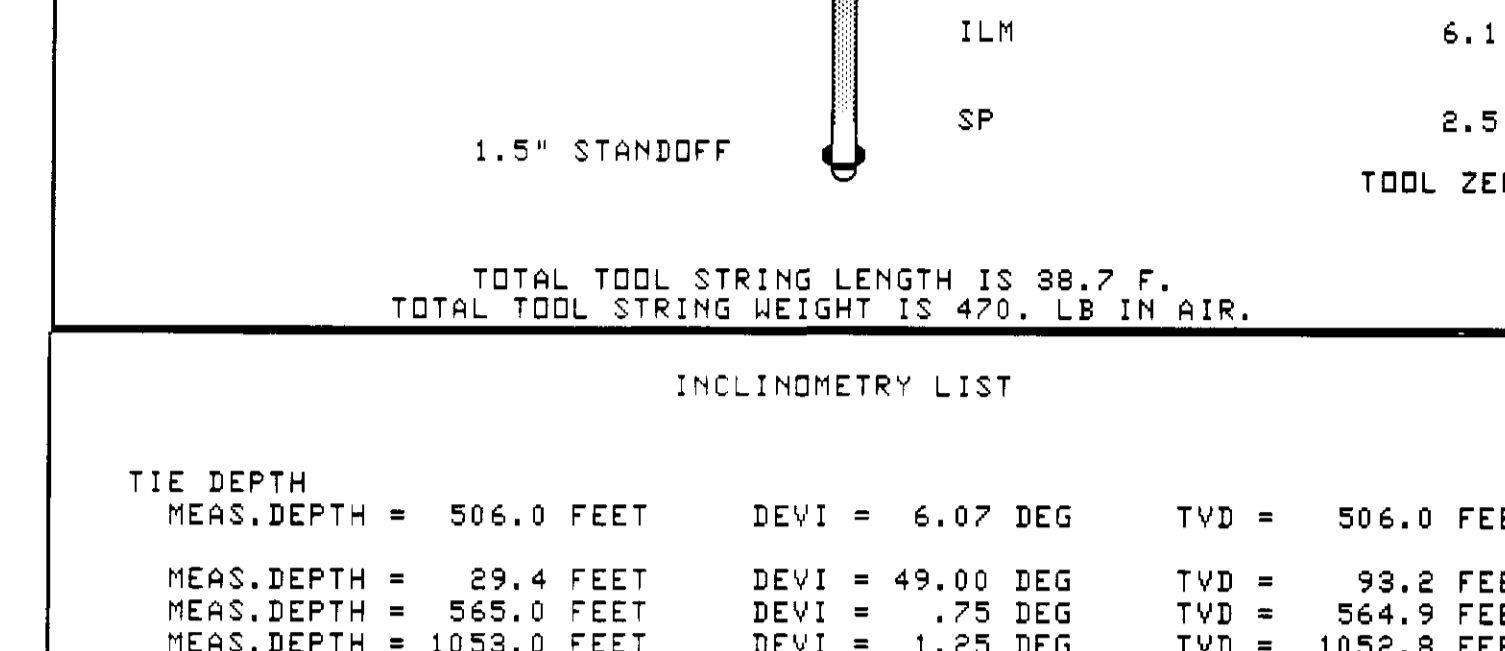 ILM 6.1
SP 2.5
1.5" STANDOFF
TOOL
TOTAL TOOL STRING LENGTH IS 38.7 F.
TOTAL TOOL STRING WEIGHT IS 470. LB IN AIR.
INCLINOMETRY LIST
TIE DEPTH
MEAS.DEPTH = 506.0 FEET DEVI = 6.07 DEG TVD = 506.0
MEAS.DEPTH = 29.4 FEET DEVI = 49.00 DEG TVD = 93.2
MEAS.DEPTH = 565.0 FEET DEVI = .75 DEG TVD = 564.9
MEAS.DEPTH = 1053.0 FEET DEVI = 1.25 DEG TVD = 1052.8